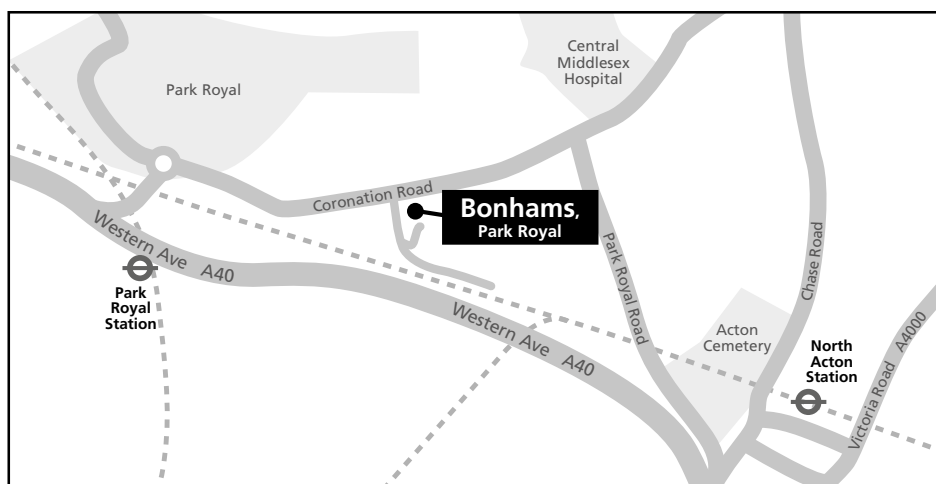 Central
Middlesex
Hospital
Park Royal
Coronation Road
Bonhams,
Park Royal
Western Ave A40
Park
Royal
Station
Park Royal Road
Chase Road
Western Ave A40
Acton
Cemetery
North
Acton
Station
Victoria Road A4000